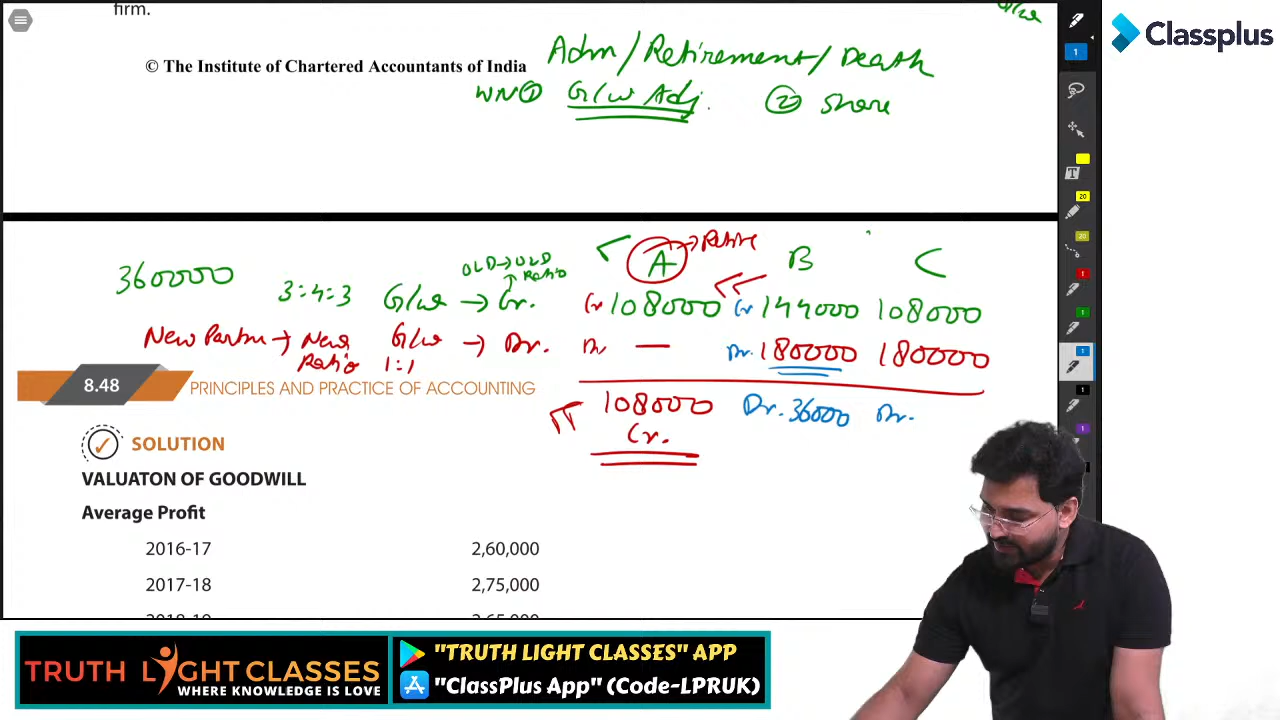 firm.
Classplus
© The Institute of Chartered Accountants of India
Adm/Retirement/Death
WN① G/w Adj. ② share
A → Retire B C
360000 3:4:3 G/w → Cr. OLD → OLD Ratio
Cr 108000 Cr 144000 108000
New Partner → New Ratio G/w 1:1 → Dr. Dr — Dr. 180000 180000
108000 Cr. Dr. 36000 Dr.
8.48 PRINCIPLES AND PRACTICE OF ACCOUNTING
SOLUTION
VALUATON OF GOODWILL
Average Profit
2016-17 2,60,000
2017-18 2,75,000
TRUTH LIGHT CLASSES
WHERE KNOWLEDGE IS LOVE
"TRUTH LIGHT CLASSES" APP
"ClassPlus App" (Code-LPRUK)